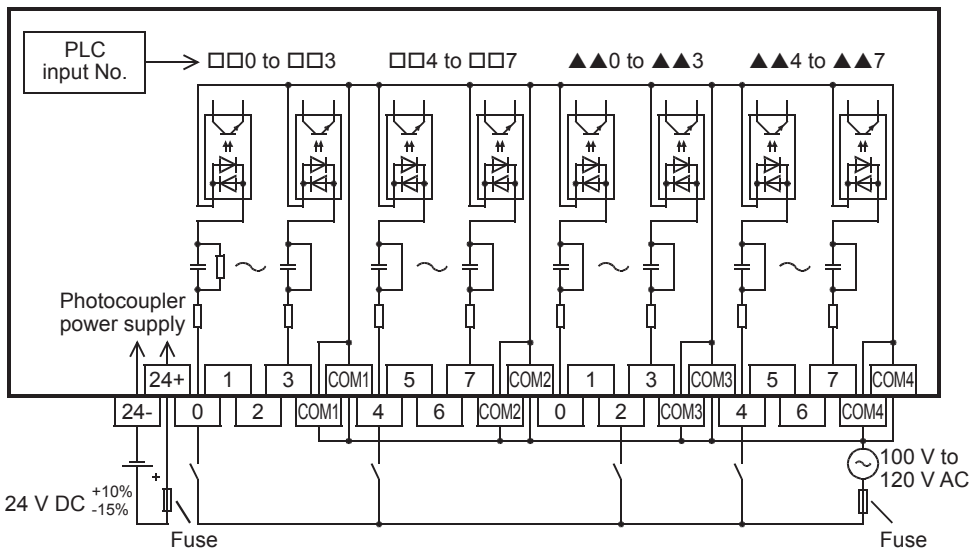 PLC
input No.
□□0 to □□3
□□4 to □□7
▲▲0 to ▲▲3
▲▲4 to ▲▲7
Photocoupler
power supply
24+ 1 3 COM1 5 7 COM2 1 3 COM3 5 7 COM4
24- 0 2 COM1 4 6 COM2 0 2 COM3 4 6 COM4
+
24 V DC +10% -15%
Fuse
100 V to
120 V AC
Fuse